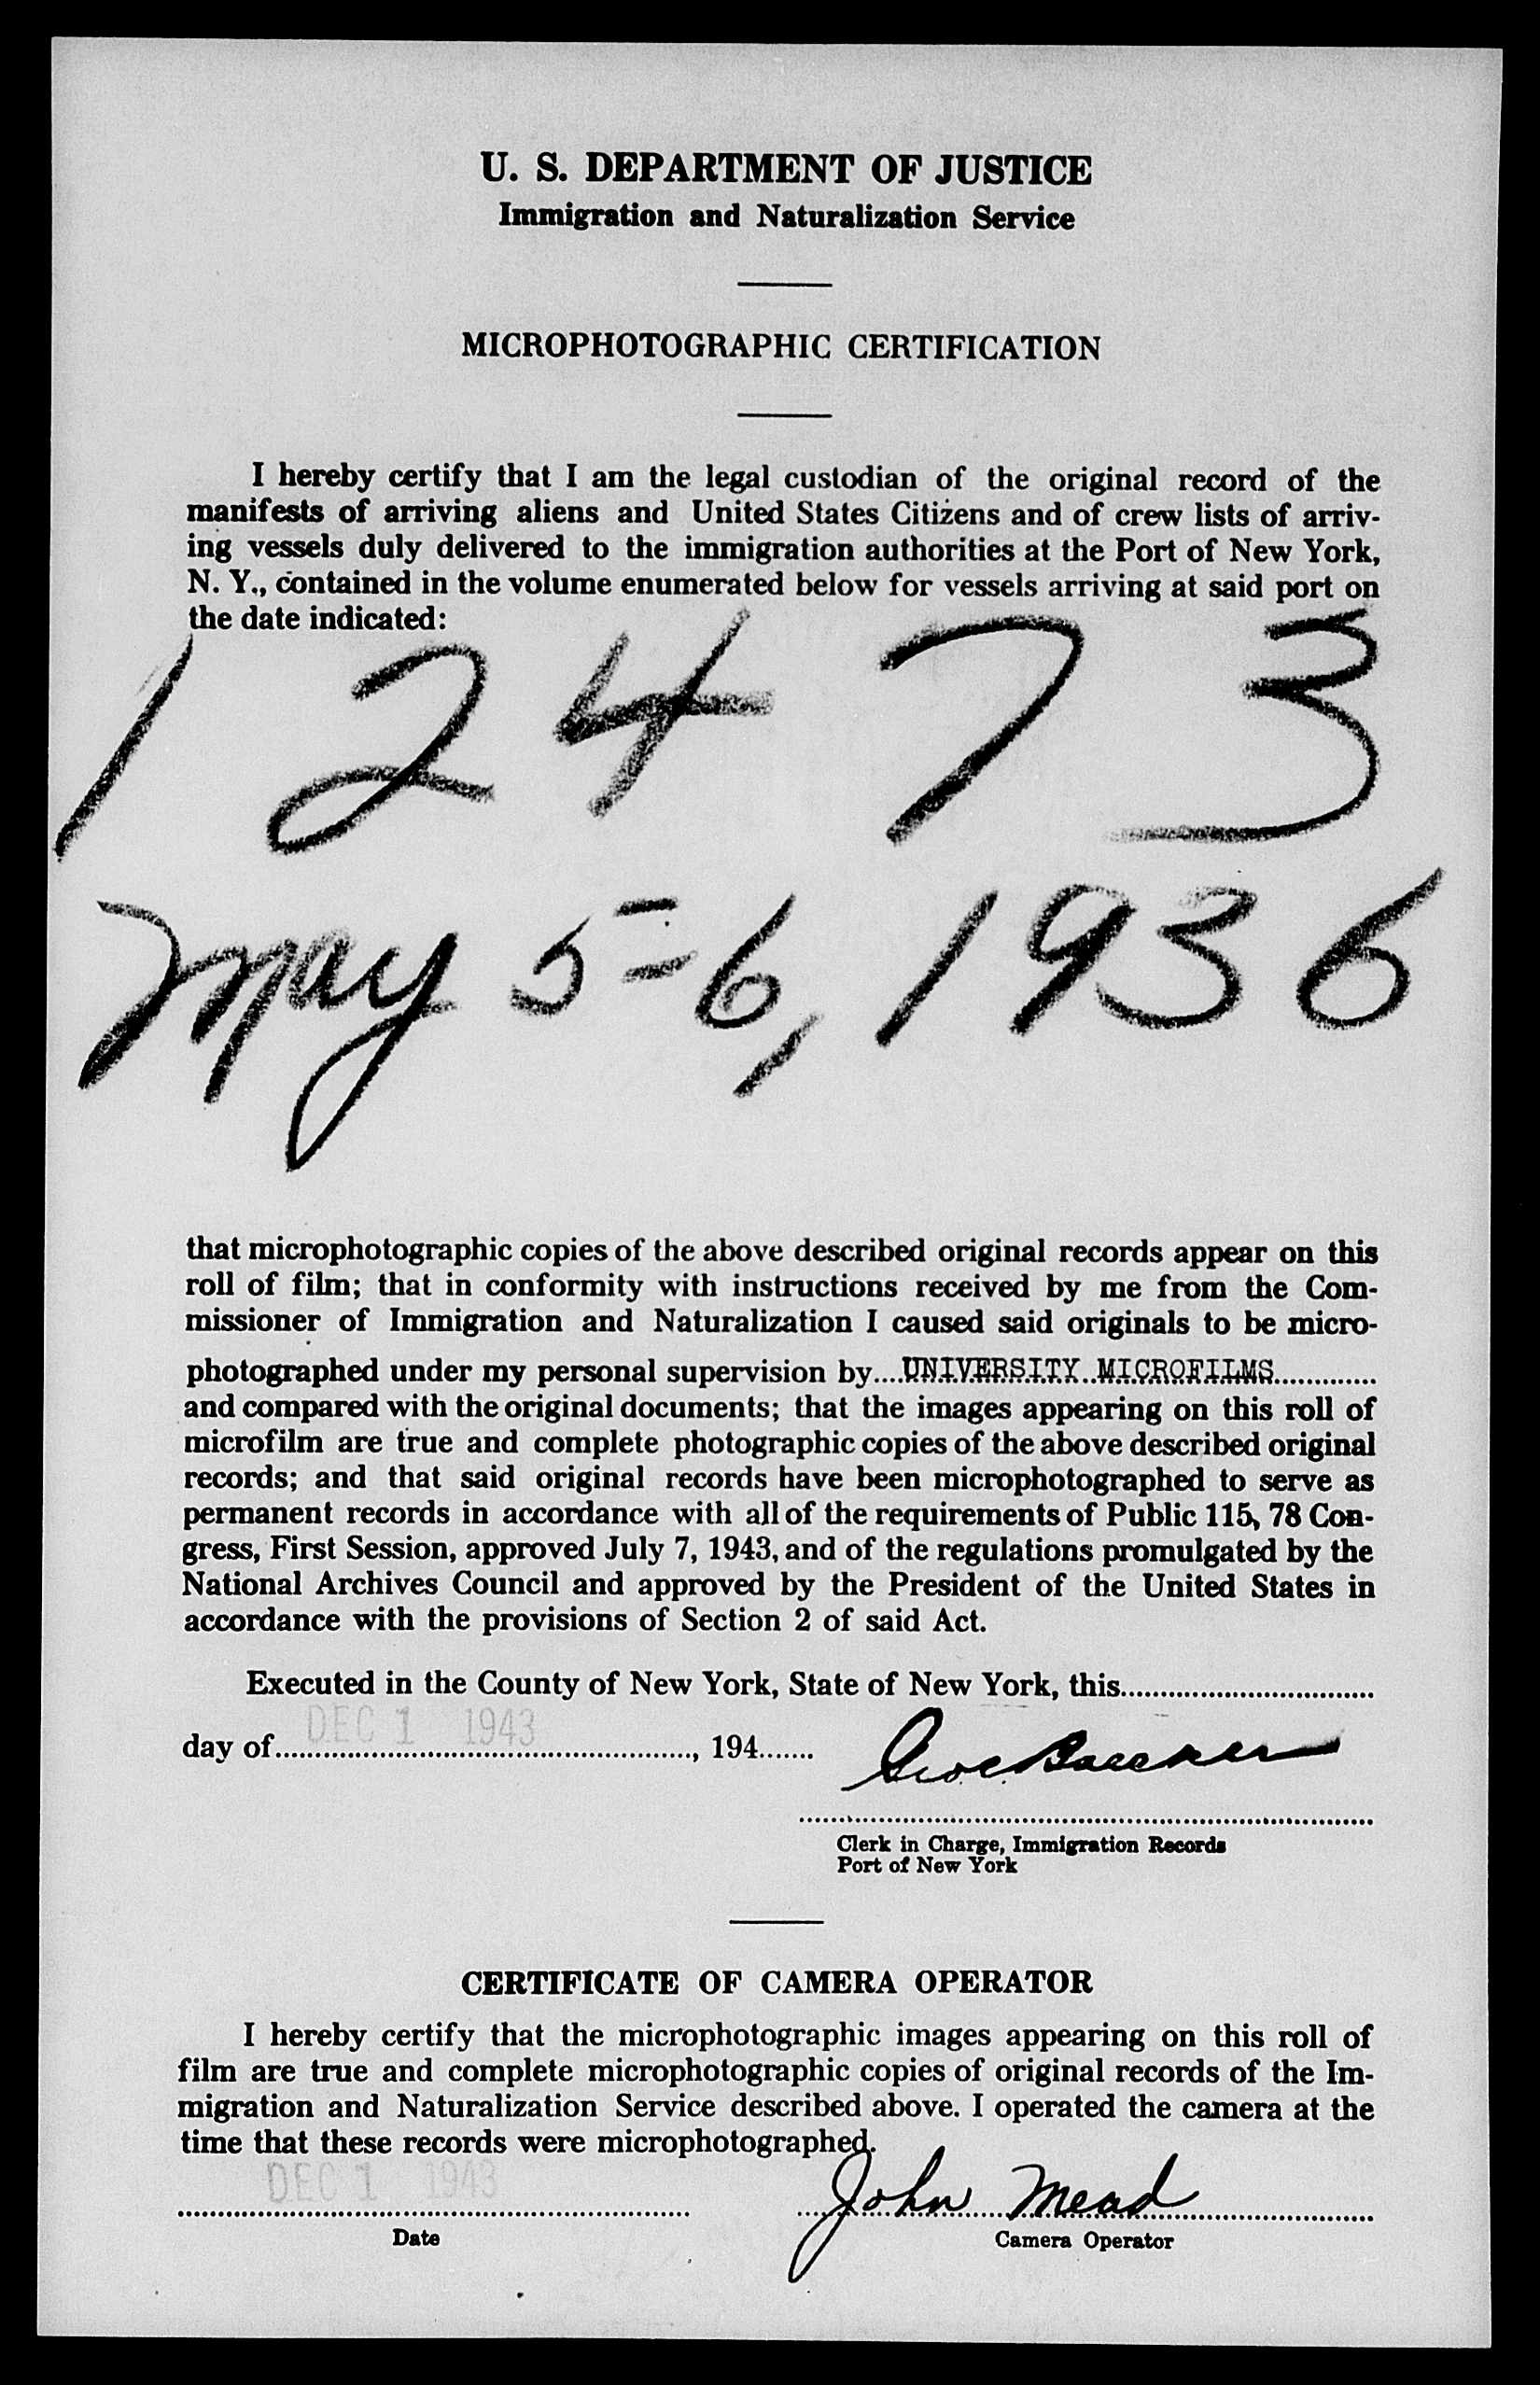 U. S. DEPARTMENT OF JUSTICE
Immigration and Naturalization Service
MICROPHOTOGRAPHIC CERTIFICATION
I hereby certify that I am the legal custodian of the original record of the
manifests of arriving aliens and United States Citizens and of crew lists of arriv-
ing vessels duly delivered to the immigration authorities at the Port of New York,
N. Y., contained in the volume enumerated below for vessels arriving at said port on
the date indicated:
12473
May 5-6, 1936
that microphotographic copies of the above described original records appear on this
roll of film; that in conformity with instructions received by me from the Com-
missioner of Immigration and Naturalization I caused said originals to be micro-
photographed under my personal supervision by....UNIVERSITY MICROFILMS.............
and compared with the original documents; that the images appearing on this roll of
microfilm are true and complete photographic copies of the above described original
records; and that said original records have been microphotographed to serve as
permanent records in accordance with all of the requirements of Public 115, 78 Con-
gress, First Session, approved July 7, 1943, and of the regulations promulgated by the
National Archives Council and approved by the President of the United States in
accordance with the provisions of Section 2 of said Act.
Executed in the County of New York, State of New York, this................................
day of DEC 1 1943, 194.......
Clerk in Charge, Immigration Records
Port of New York
CERTIFICATE OF CAMERA OPERATOR
I hereby certify that the microphotographic images appearing on this roll of
film are true and complete microphotographic copies of original records of the Im-
migration and Naturalization Service described above. I operated the camera at the
time that these records were microphotographed.
DEC 1 1943 John Mead
Date Camera Operator